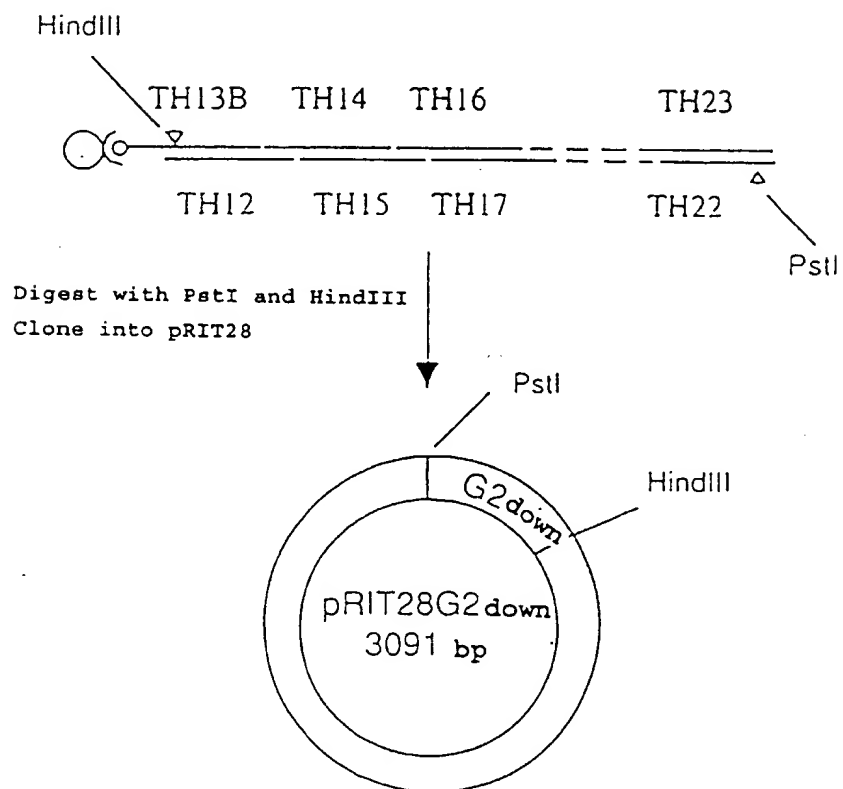 HindIII
TH13B TH14 TH16 TH23
TH12 TH15 TH17 TH22
PstI
Digest with PstI and HindIII
Clone into pRIT28
PstI
HindIII
G2down
pRIT28G2down
3091 bp